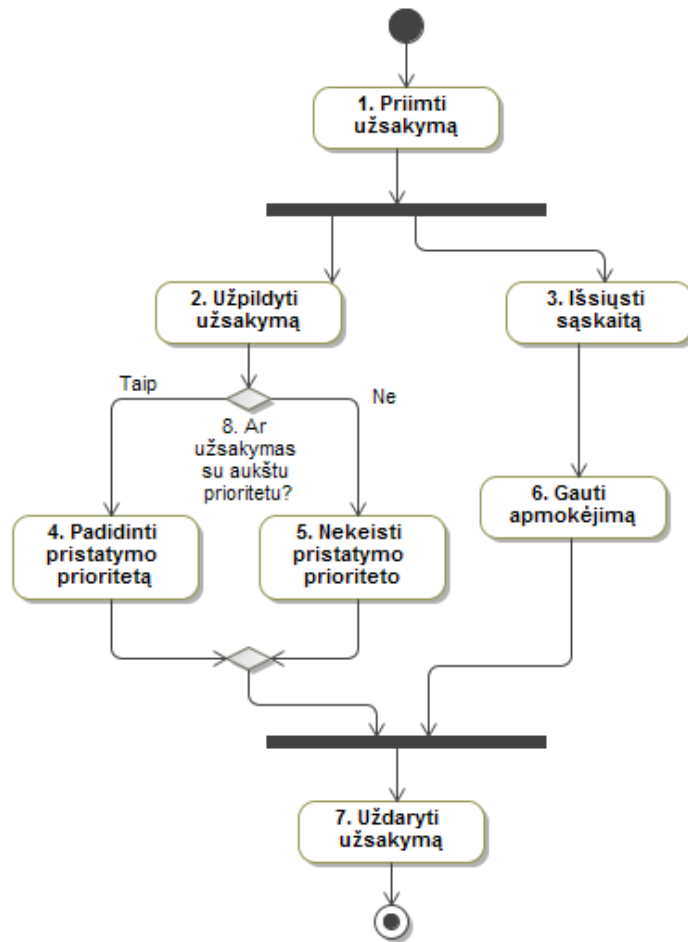 1. Priimti
užsakymą
2. Užpildyti
užsakymą
3. Išsiųsti
sąskaitą
Taip
Ne
8. Ar
užsakymas
su aukštu
prioritetu?
4. Padidinti
pristatymo
prioritetą
5. Nekeisti
pristatymo
prioriteto
6. Gauti
apmokėjimą
7. Uždaryti
užsakymą